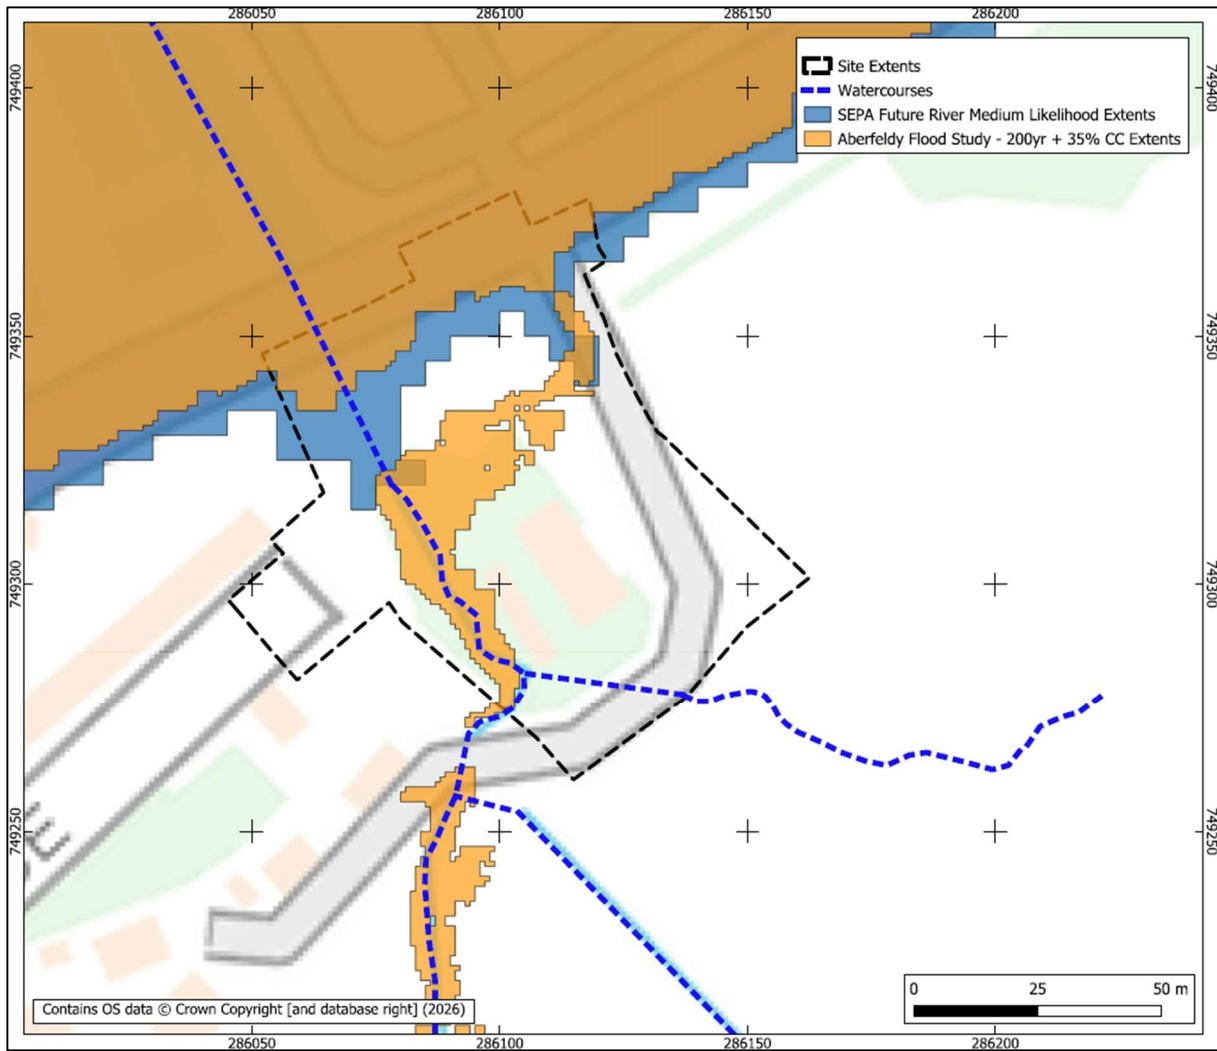 286050 286100 286150 286200
749400 749400
Site Extents
Watercourses
SEPA Future River Medium Likelihood Extents
Aberfeldy Flood Study - 200yr + 35% CC Extents
749350 749350
749300 749300
749250 749250
E
Contains OS data © Crown Copyright [and database right] (2026)
0 25 50 m
286050 286100 286150 286200